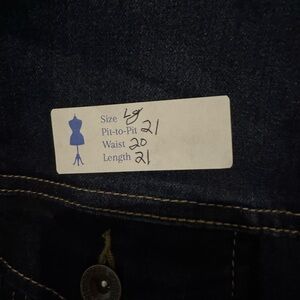 Size Lg
Pit-to-Pit 21
Waist 20
Length 21